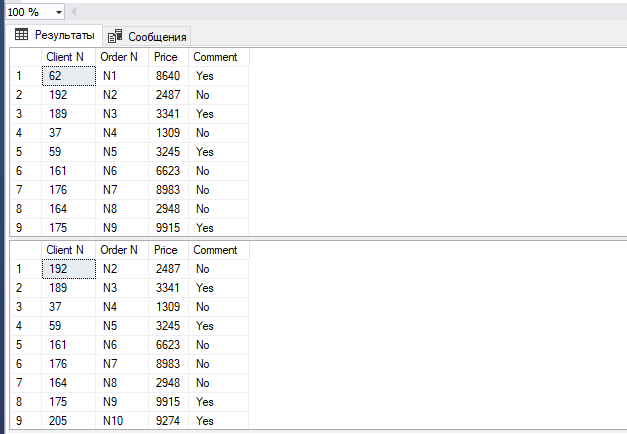 100 %
Результаты Сообщения
Client N Order N Price Comment
1 62 N1 8640 Yes
2 192 N2 2487 No
3 189 N3 3341 Yes
4 37 N4 1309 No
5 59 N5 3245 Yes
6 161 N6 6623 No
7 176 N7 8983 No
8 164 N8 2948 No
9 175 N9 9915 Yes
Client N Order N Price Comment
1 192 N2 2487 No
2 189 N3 3341 Yes
3 37 N4 1309 No
4 59 N5 3245 Yes
5 161 N6 6623 No
6 176 N7 8983 No
7 164 N8 2948 No
8 175 N9 9915 Yes
9 205 N10 9274 Yes